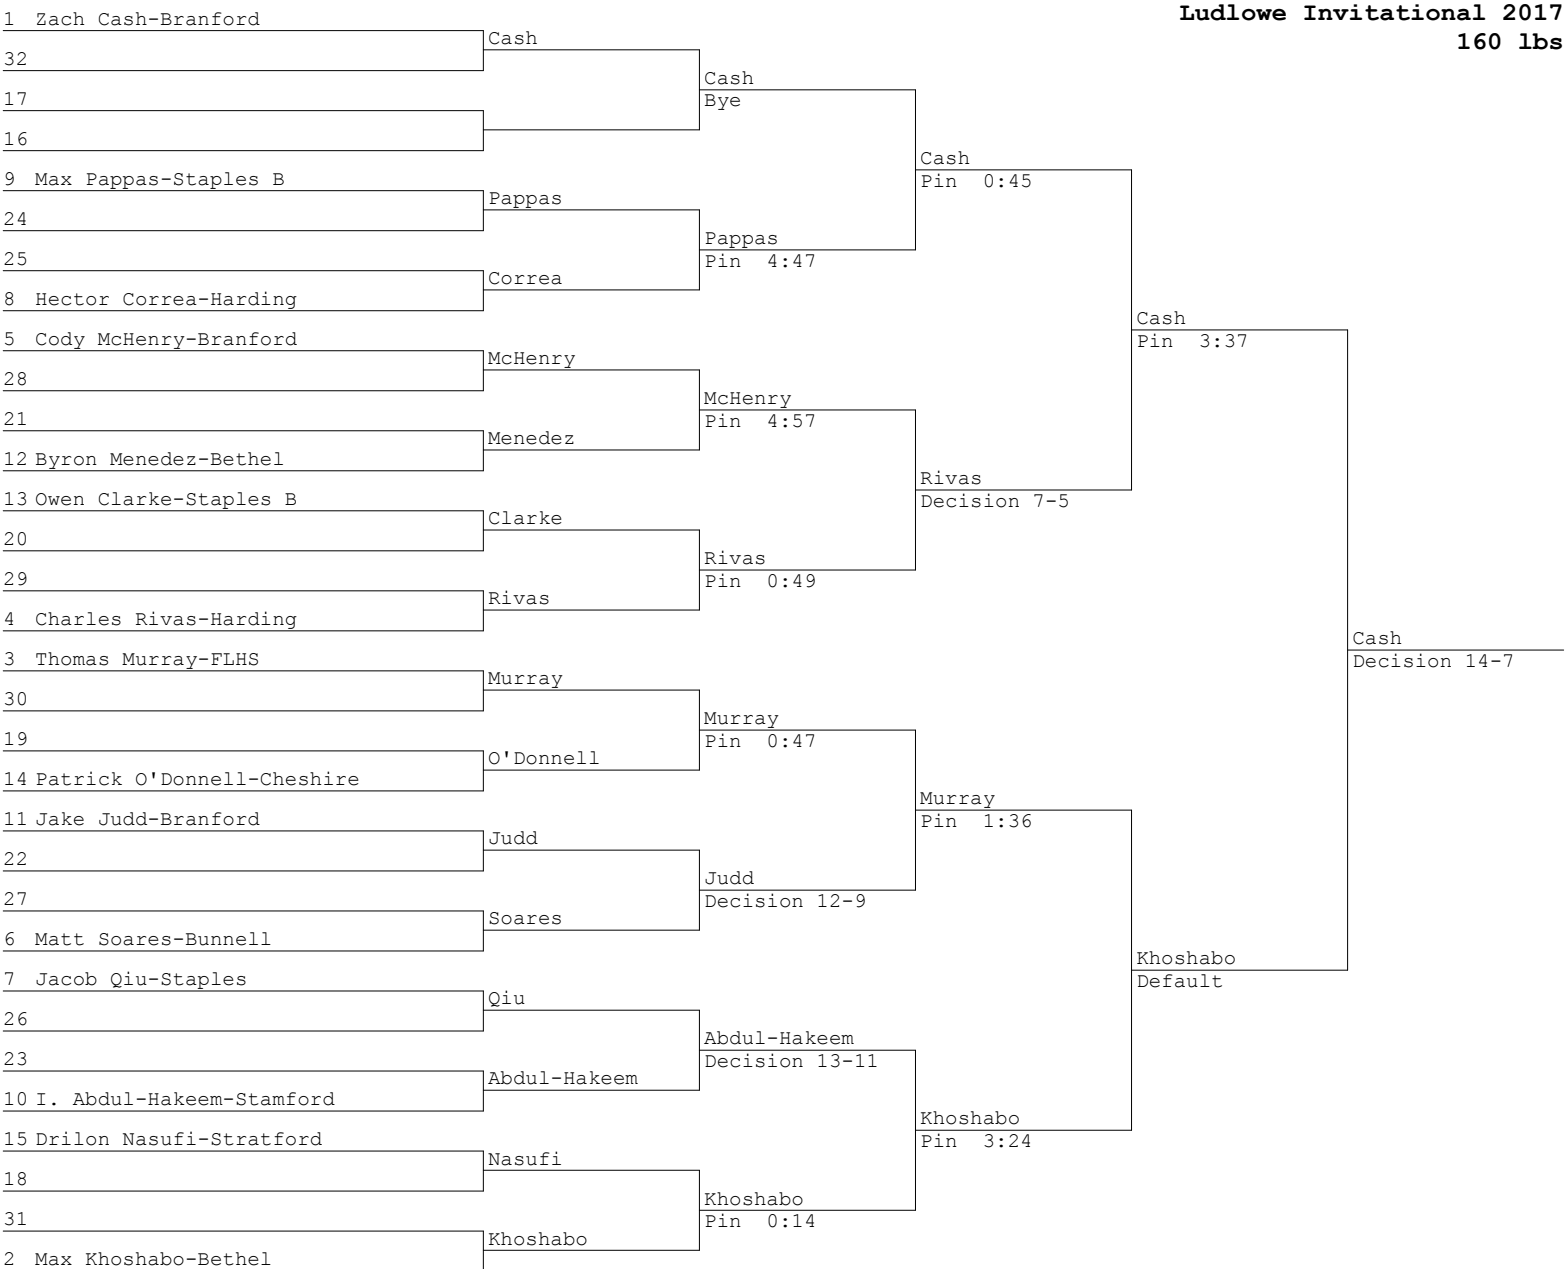 Ludlowe Invitational 2017
160 lbs
1 Zach Cash-Branford
32
17
16
9 Max Pappas-Staples B
24
25
8 Hector Correa-Harding
5 Cody McHenry-Branford
28
21
12 Byron Menedez-Bethel
13 Owen Clarke-Staples B
20
29
4 Charles Rivas-Harding
3 Thomas Murray-FLHS
30
19
14 Patrick O'Donnell-Cheshire
11 Jake Judd-Branford
22
27
6 Matt Soares-Bunnell
7 Jacob Qiu-Staples
26
23
10 I. Abdul-Hakeem-Stamford
15 Drilon Nasufi-Stratford
18
31
2 Max Khoshabo-Bethel
Cash
Pappas
Correa
McHenry
Menedez
Clarke
Rivas
Murray
O'Donnell
Judd
Soares
Qiu
Abdul-Hakeem
Nasufi
Khoshabo
Cash
Bye
Pappas
Pin 4:47
McHenry
Pin 4:57
Rivas
Pin 0:49
Murray
Pin 0:47
Judd
Decision 12-9
Abdul-Hakeem
Decision 13-11
Khoshabo
Pin 0:14
Cash
Pin 0:45
Rivas
Decision 7-5
Murray
Pin 1:36
Khoshabo
Pin 3:24
Cash
Pin 3:37
Khoshabo
Default
Cash
Decision 14-7